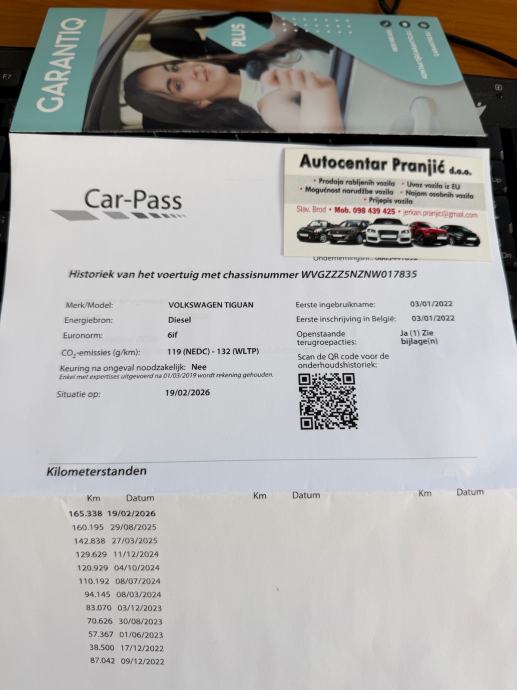 GARANTIQ
PLUS
F7
Autocentar Pranjić d.o.o.
• Prodaja rabljenih vozila • Uvoz vozila iz EU
• Mogućnost narudžbe vozila • Najam osobnih vozila
• Prijepis vozila
Slav. Brod • Mob. 098 439 425 • jerkan.pranjic@gmail.com
Car-Pass
Historiek van het voertuig met chassisnummer WVGZZZ5NZNW017835
Merk/Model: VOLKSWAGEN TIGUAN
Energiebron: Diesel
Euronorm: 6if
CO2-emissies (g/km): 119 (NEDC) - 132 (WLTP)
Keuring na ongeval noodzakelijk: Nee
Enkel met expertises uitgevoerd na 01/03/2019 wordt rekening gehouden.
Situatie op: 19/02/2026
Eerste ingebruikname: 03/01/2022
Eerste inschrijving in België: 03/01/2022
Openstaande Ja (1) Zie
terugroepacties: bijlage(n)
Scan de QR code voor de
onderhoudshistoriek:
Kilometerstanden
Km Datum Km Datum Km Datum
165.338 19/02/2026
160.195 29/08/2025
142.838 27/03/2025
129.629 11/12/2024
120.929 04/10/2024
110.192 08/07/2024
94.145 08/03/2024
83.070 03/12/2023
70.626 30/08/2023
57.367 01/06/2023
38.500 17/12/2022
87.042 09/12/2022